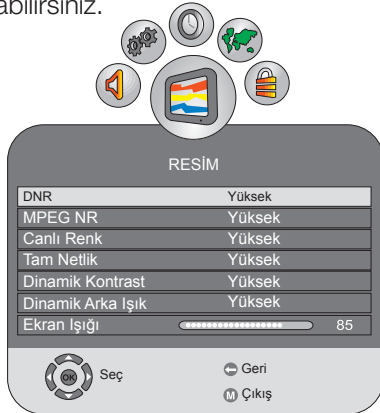 abilirsiniz.
RESİM
DNR Yüksek
MPEG NR Yüksek
Canlı Renk Yüksek
Tam Netlik Yüksek
Dinamik Kontrast Yüksek
Dinamik Arka Işık Yüksek
Ekran Işığı 85
OK Seç
Geri
M Çıkış